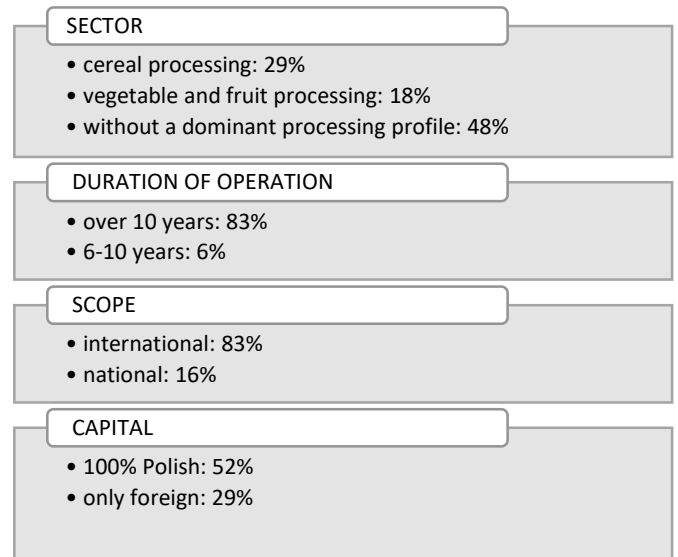 SECTOR
• cereal processing: 29%
• vegetable and fruit processing: 18%
• without a dominant processing profile: 48%
DURATION OF OPERATION
• over 10 years: 83%
• 6-10 years: 6%
SCOPE
• international: 83%
• national: 16%
CAPITAL
• 100% Polish: 52%
• only foreign: 29%